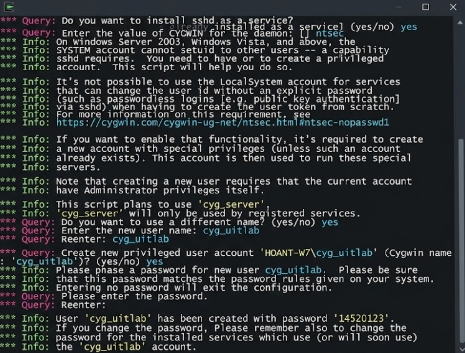 *** Query: Do you want to install sshd as a service?
already installed as a service] (yes/no) yes
*** Query: Enter the value of CYGWIN for the daemon: [] ntsec
*** Info: On Windows Server 2003, Windows Vista, and above, the
*** Info: SYSTEM account cannot setuid to other users -- a capability
*** Info: sshd requires. You need to have or to create a privileged
*** Info: account. This script will help you do so.
*** Info: It's not possible to use the LocalSystem account for services
*** Info: that can change the user id without an explicit password
*** Info: (such as passwordless logins [e.g. public key authentication]
*** Info: via sshd) when having to create the user token from scratch.
*** Info: For more information on this requirement, see
*** Info: https://cygwin.com/cygwin-ug-net/ntsec.html#ntsec-nopasswd1
*** Info: If you want to enable that functionality, it's required to create
*** Info: a new account with special privileges (unless such an account
*** Info: already exists). This account is then used to run these special
*** Info: servers.
*** Info: Note that creating a new user requires that the current account
*** Info: have Administrator privileges itself.
*** Info: This script plans to use 'cyg_server'.
*** Info: 'cyg_server' will only be used by registered services.
*** Query: Do you want to use a different name? (yes/no) yes
*** Query: Enter the new user name: cyg_uitlab
*** Query: Reenter: cyg_uitlab
*** Query: Create new privileged user account 'HOANT-W7\cyg_uitlab' (Cygwin name
: 'cyg_uitlab')? (yes/no) yes
*** Info: Please phase a password for new user cyg_uitlab. Please be sure
*** Info: that this password matches the password rules given on your system.
*** Info: Entering no password will exit the configuration.
*** Query: Please enter the password.
*** Query: Reenter:
*** Info: User 'cyg_uitlab' has been created with password '14520123'.
*** Info: If you change the password, Please remember also to change the
*** Info: password for the installed services which use (or will soon use)
*** Info: the 'cyg_uitlab' account.